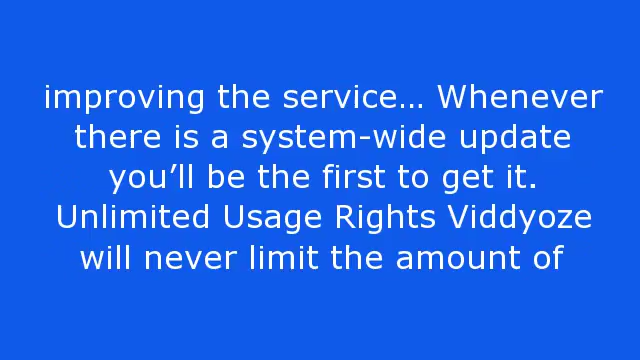 improving the service… Whenever
there is a system-wide update
you’ll be the first to get it.
Unlimited Usage Rights Viddyoze
will never limit the amount of